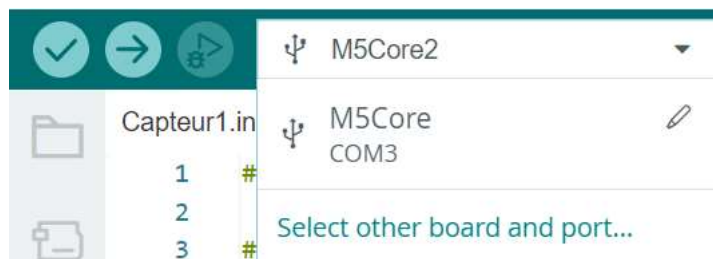 M5Core2
M5Core
COM3
Capteur1.in
1 #
2
3 #
Select other board and port...